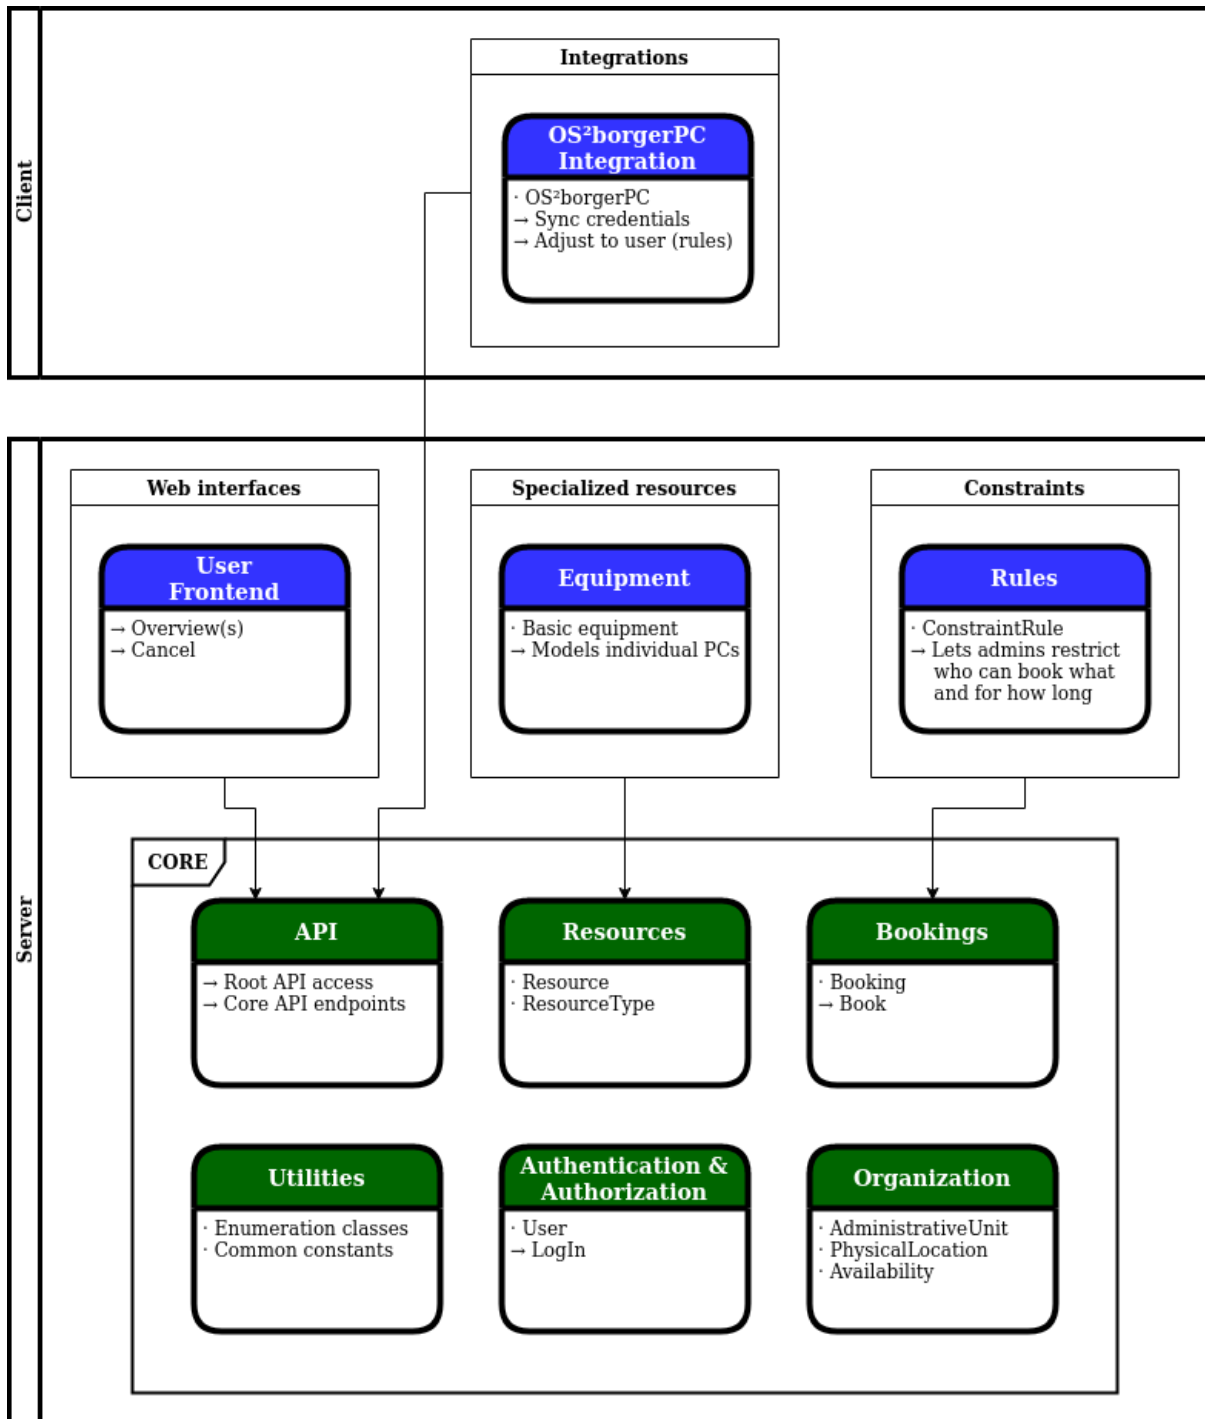 Client
Integrations
OS²borgerPC
Integration
· OS²borgerPC
→ Sync credentials
→ Adjust to user (rules)
Server
Web interfaces
User
Frontend
→ Overview(s)
→ Cancel
Specialized resources
Equipment
· Basic equipment
→ Models individual PCs
Constraints
Rules
· ConstraintRule
→ Lets admins restrict
who can book what
and for how long
CORE
API
→ Root API access
→ Core API endpoints
Resources
· Resource
· ResourceType
Bookings
· Booking
→ Book
Utilities
· Enumeration classes
· Common constants
Authentication &
Authorization
· User
→ LogIn
Organization
· AdministrativeUnit
· PhysicalLocation
· Availability